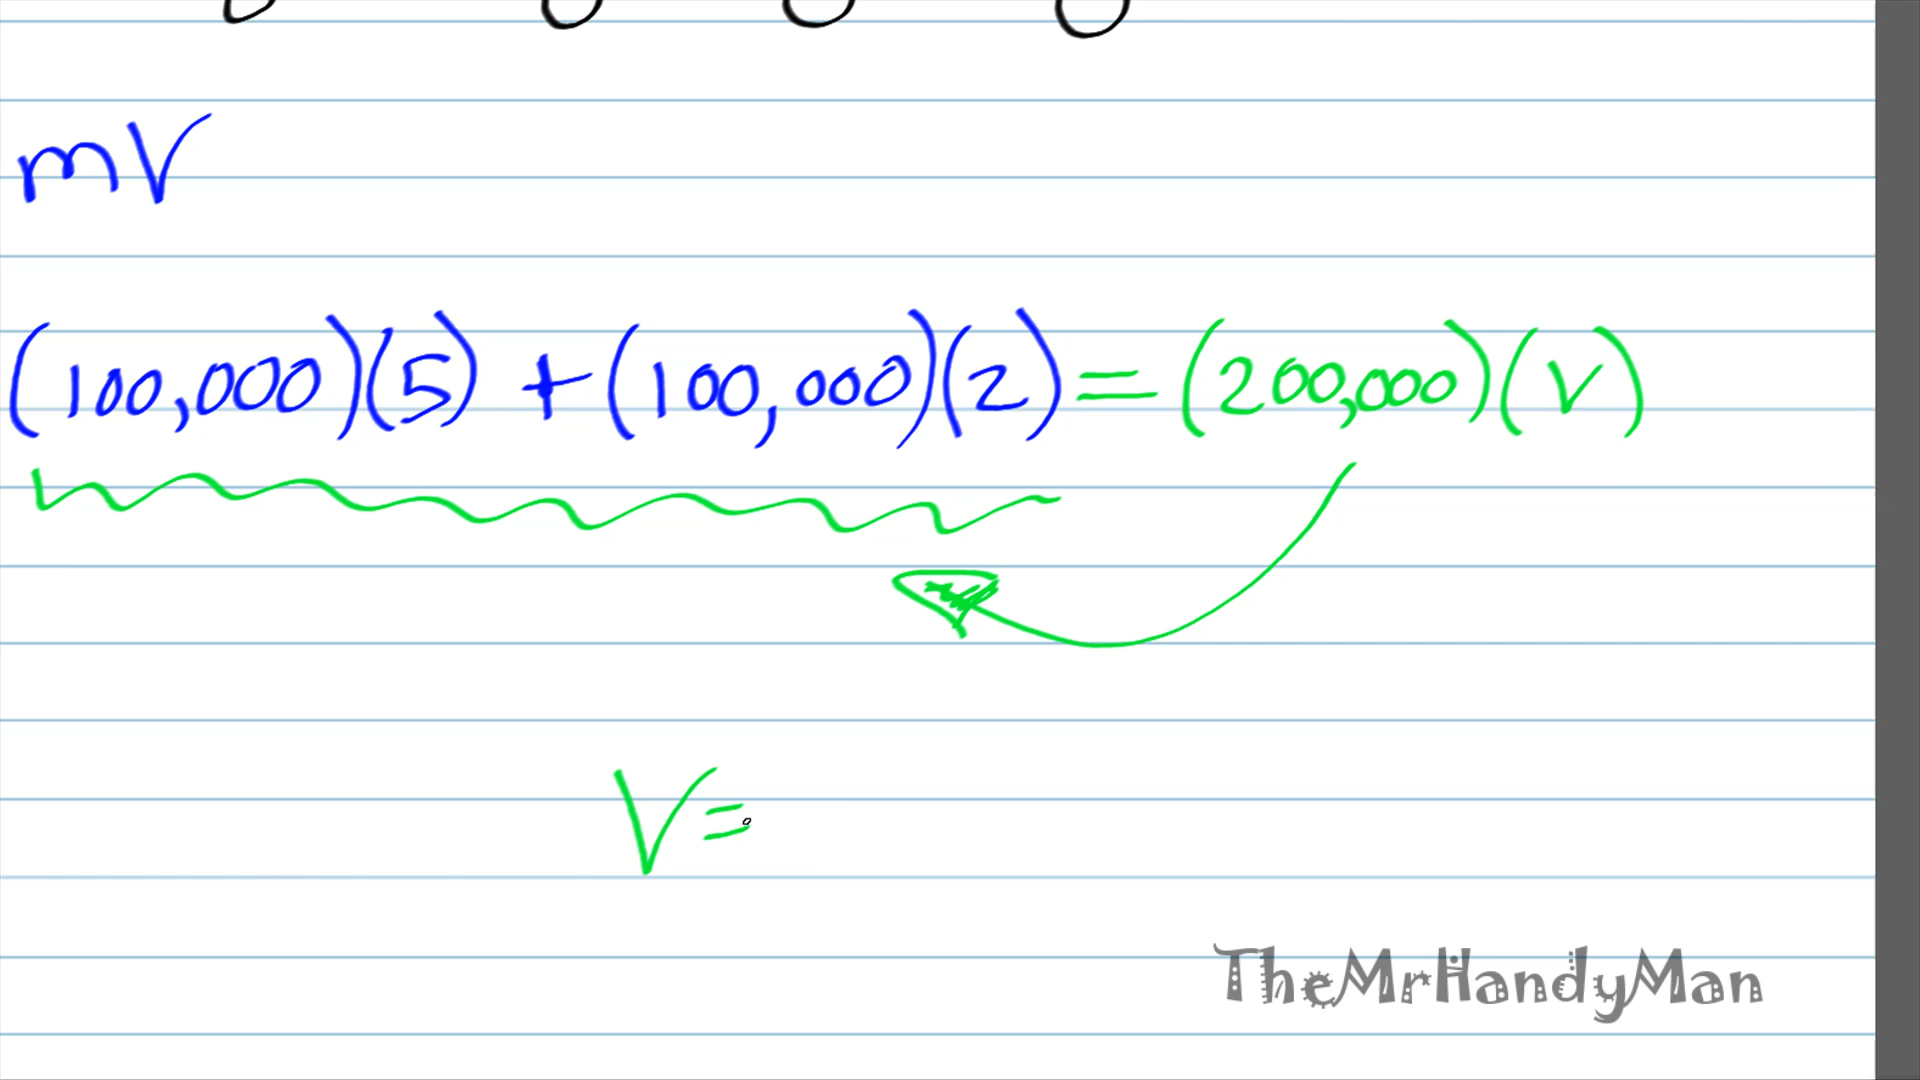 mV
(100,000)(5) + (100,000)(2) = (200,000)(V)
V=
TheMrHandyMan